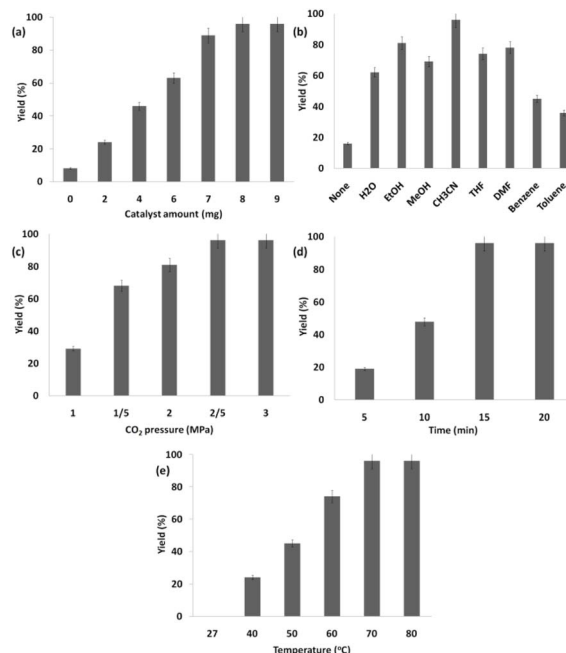 (a)
Yield (%)
100
80
60
40
20
0
0 2 4 6 7 8 9
Catalyst amount (mg)
(b)
Yield (%)
100
80
60
40
20
0
None H2O EtOH MeOH CH3CN THF DMF Benzene Toluene
(c)
Yield (%)
100
80
60
40
20
0
1 1/5 2 2/5 3
CO₂ pressure (MPa)
(d)
Yield (%)
100
80
60
40
20
0
5 10 15 20
Time (min)
(e)
Yield (%)
100
80
60
40
20
0
27 40 50 60 70 80
Temperature (°C)